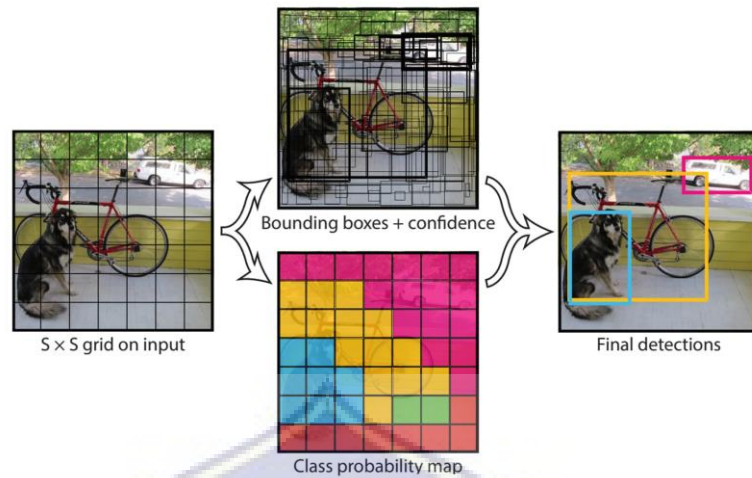 Bounding boxes + confidence
S × S grid on input
Final detections
Class probability map